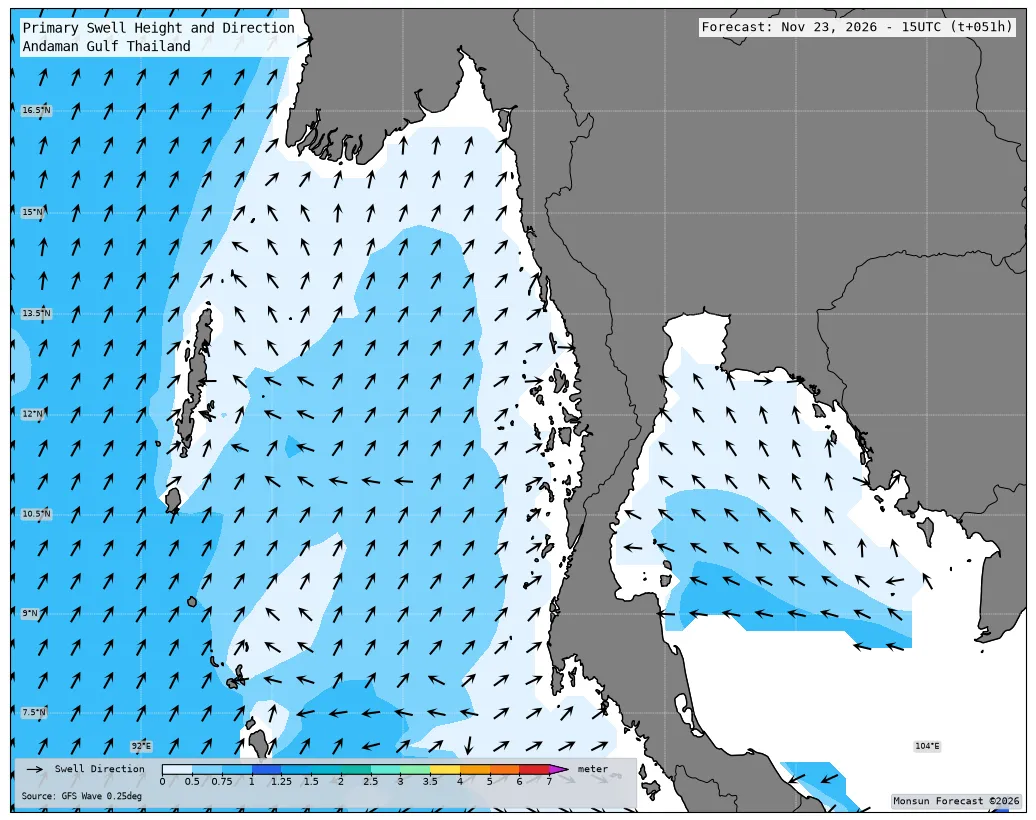 Primary Swell Height and Direction
Andaman Gulf Thailand
Forecast: Nov 23, 2026 - 15UTC (t+051h)
16.5°N
15°N
13.5°N
12°N
10.5°N
9°N
7.5°N
92°E
104°E
Swell Direction
meter
0 0.5 0.75 1.25 1.5 2 2.5 3 3.5 4 5 6
Source: GFS Wave 0.25deg
Monsun Forecast ©2026